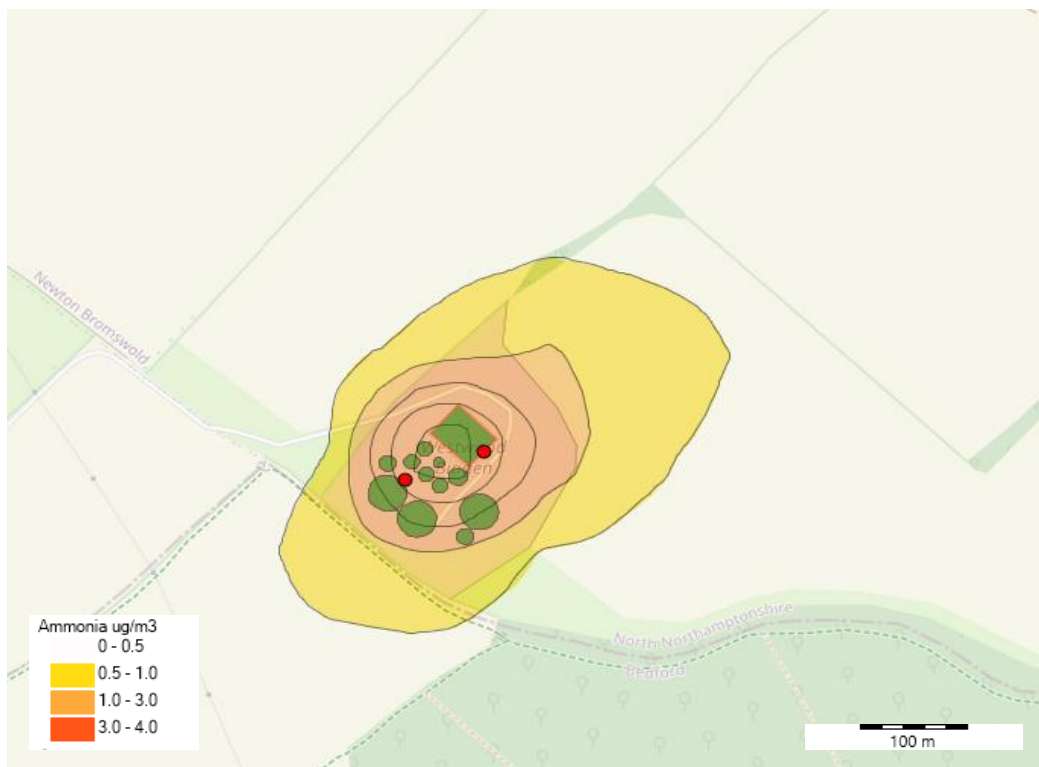 Newton Bromswold
North Northamptonshire
Bedford
Ammonia ug/m3
0 - 0.5
0.5 - 1.0
1.0 - 3.0
3.0 - 4.0
100 m